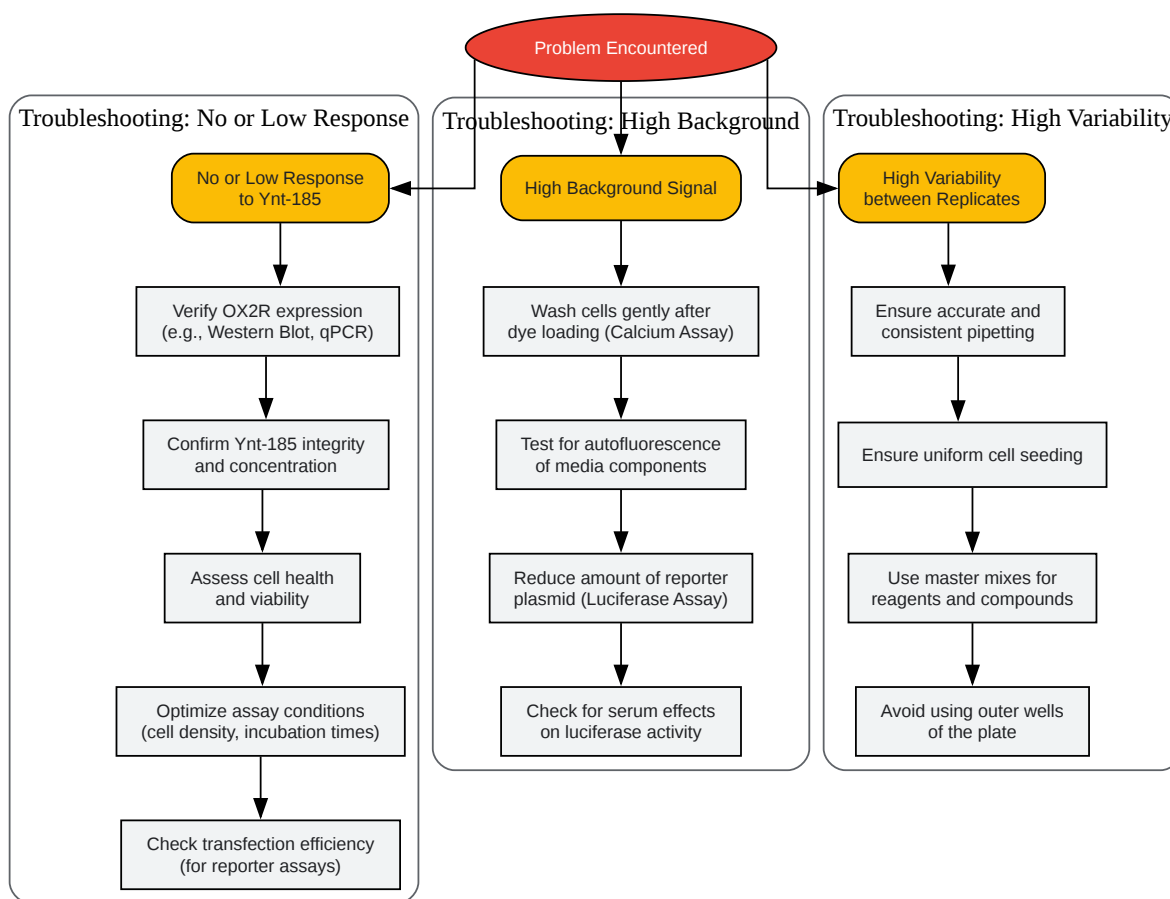 Problem Encountered
Troubleshooting: No or Low Response
No or Low Response
to Ynt-185
Verify OX2R expression
(e.g., Western Blot, qPCR)
Confirm Ynt-185 integrity
and concentration
Assess cell health
and viability
Optimize assay conditions
(cell density, incubation times)
Check transfection efficiency
(for reporter assays)
Troubleshooting: High Background
High Background Signal
Wash cells gently after
dye loading (Calcium Assay)
Test for autofluorescence
of media components
Reduce amount of reporter
plasmid (Luciferase Assay)
Check for serum effects
on luciferase activity
Troubleshooting: High Variability
High Variability
between Replicates
Ensure accurate and
consistent pipetting
Ensure uniform cell seeding
Use master mixes for
reagents and compounds
Avoid using outer wells
of the plate